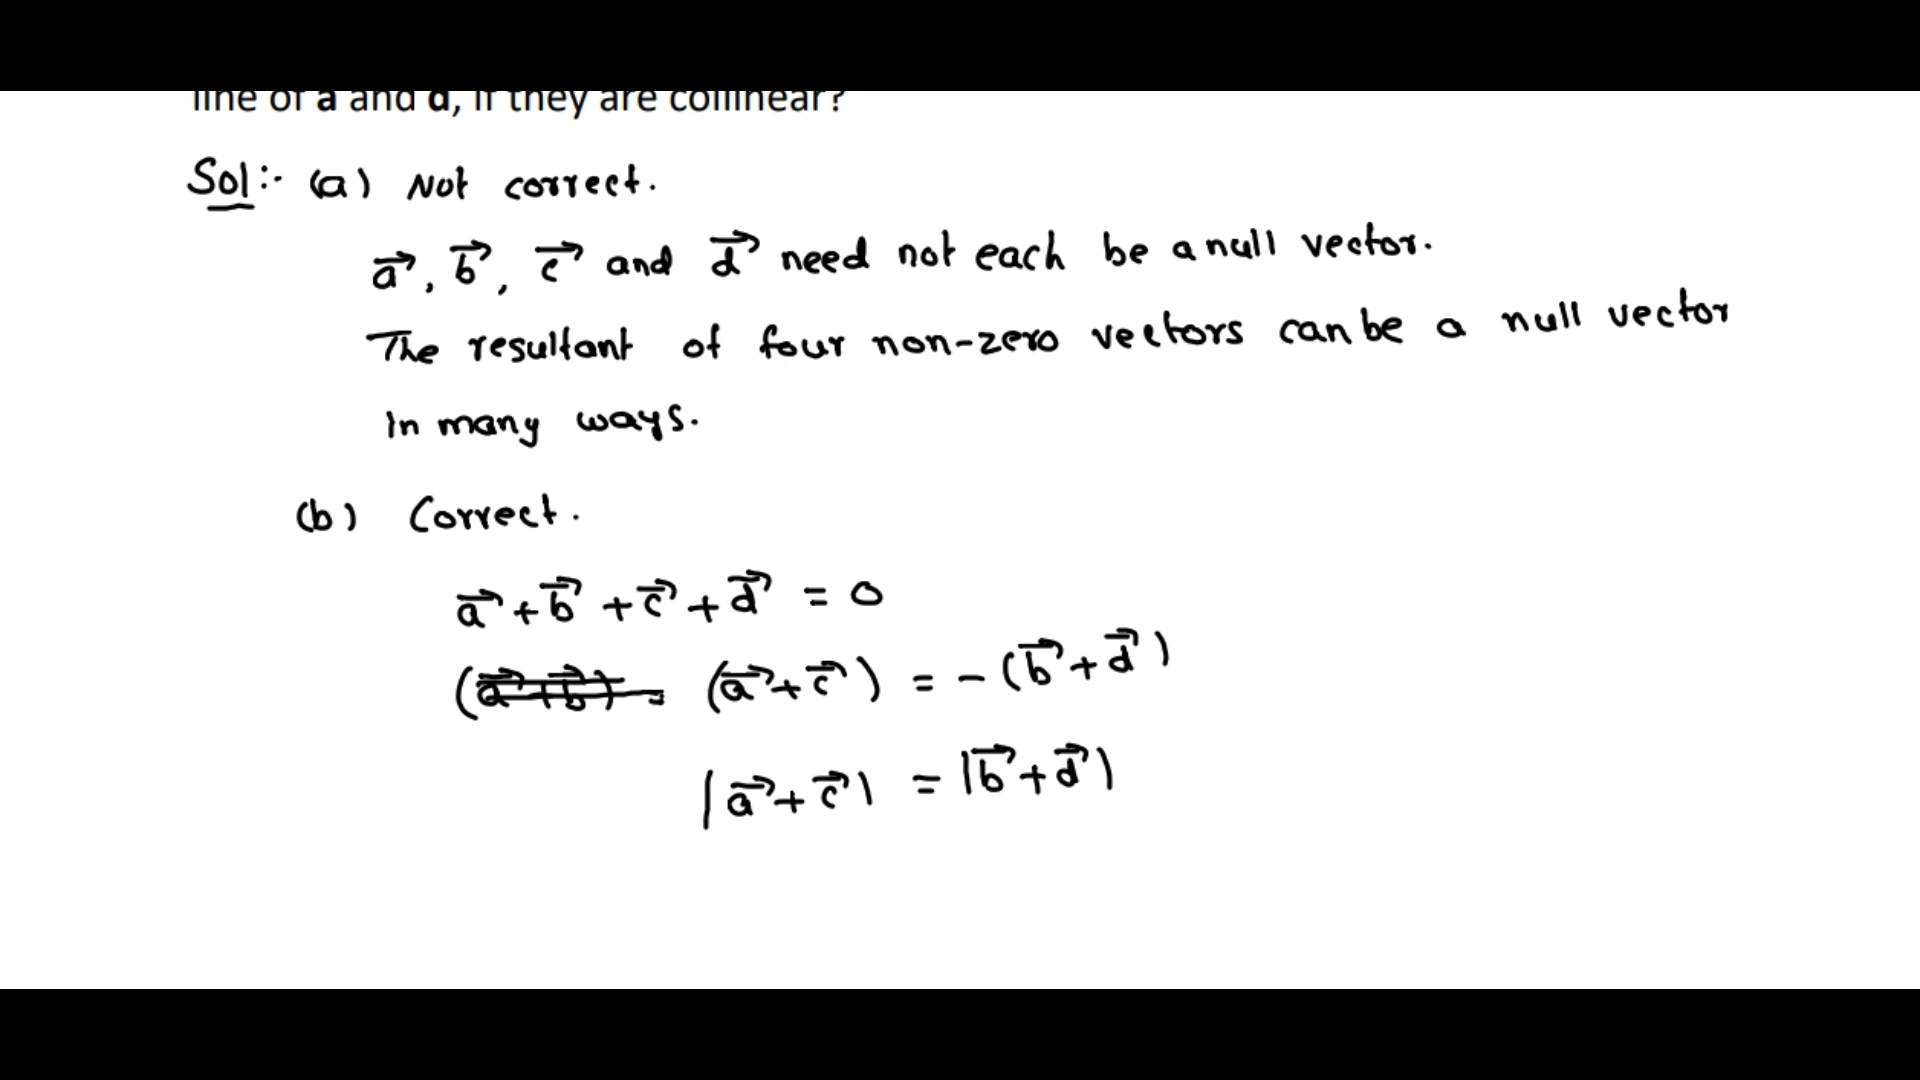 line of a and d, if they are collinear?
Sol:- (a) Not correct.
a⃗, b⃗, c⃗ and d⃗ need not each be a null vector.
The resultant of four non-zero vectors can be a null vector
in many ways.
(b) Correct.
a⃗ + b⃗ + c⃗ + d⃗ = 0
(a⃗ + b⃗) = (a⃗ + c⃗) = - (b⃗ + d⃗)
|a⃗ + c⃗| = |b⃗ + d⃗|